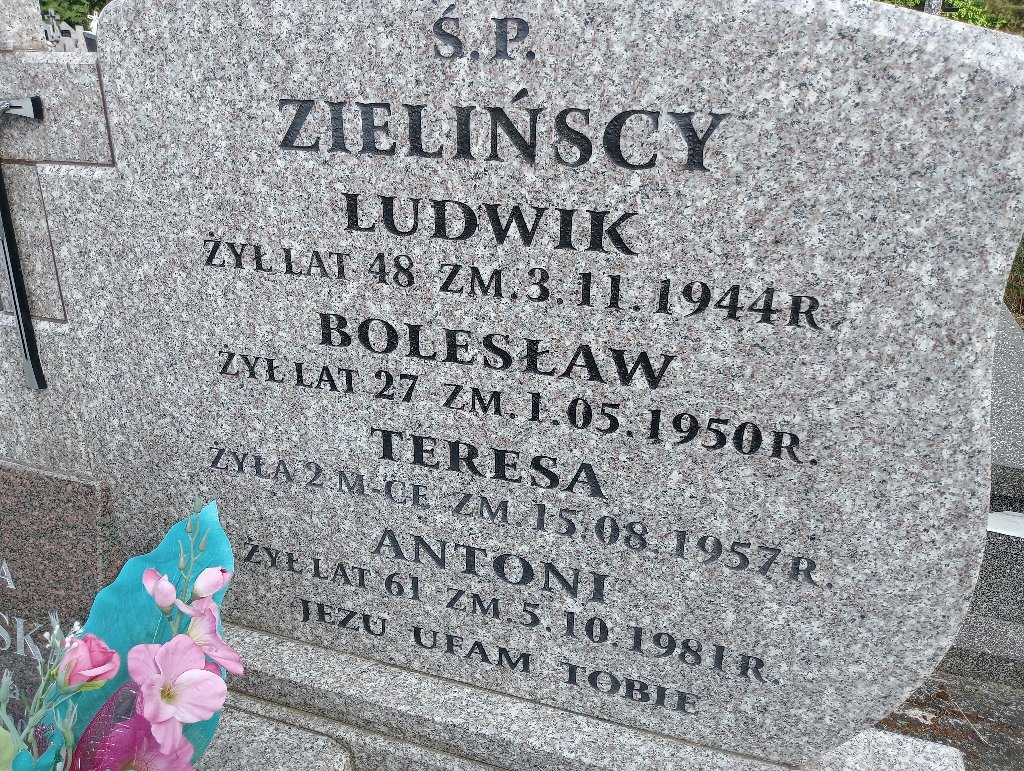 Ś.P.
ZIELIŃSCY
LUDWIK
ŻYŁ LAT 48 ZM. 3.11.1944R.
BOLESŁAW
ŻYŁ LAT 27 ZM. 1.05.1950R.
TERESA
ŻYŁA 2 M-CE ZM. 15.08.1957R.
ANTONI
ŻYŁ LAT 61 ZM. 5.10.1981R.
JEZU UFAM TOBIE